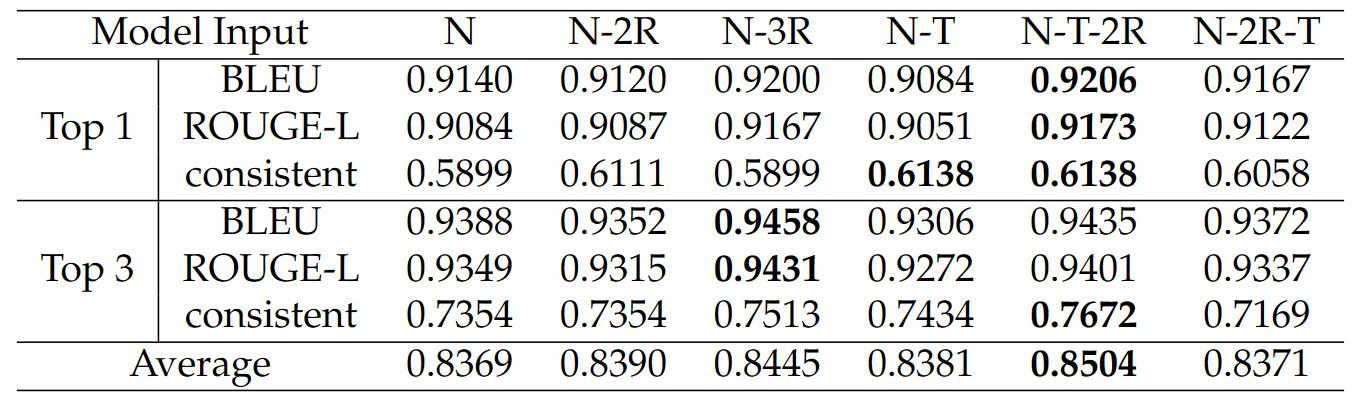 Model Input N N-2R N-3R N-T N-T-2R N-2R-T
BLEU 0.9140 0.9120 0.9200 0.9084 0.9206 0.9167
Top 1 ROUGE-L 0.9084 0.9087 0.9167 0.9051 0.9173 0.9122
consistent 0.5899 0.6111 0.5899 0.6138 0.6138 0.6058
BLEU 0.9388 0.9352 0.9458 0.9306 0.9435 0.9372
Top 3 ROUGE-L 0.9349 0.9315 0.9431 0.9272 0.9401 0.9337
consistent 0.7354 0.7354 0.7513 0.7434 0.7672 0.7169
Average 0.8369 0.8390 0.8445 0.8381 0.8504 0.8371